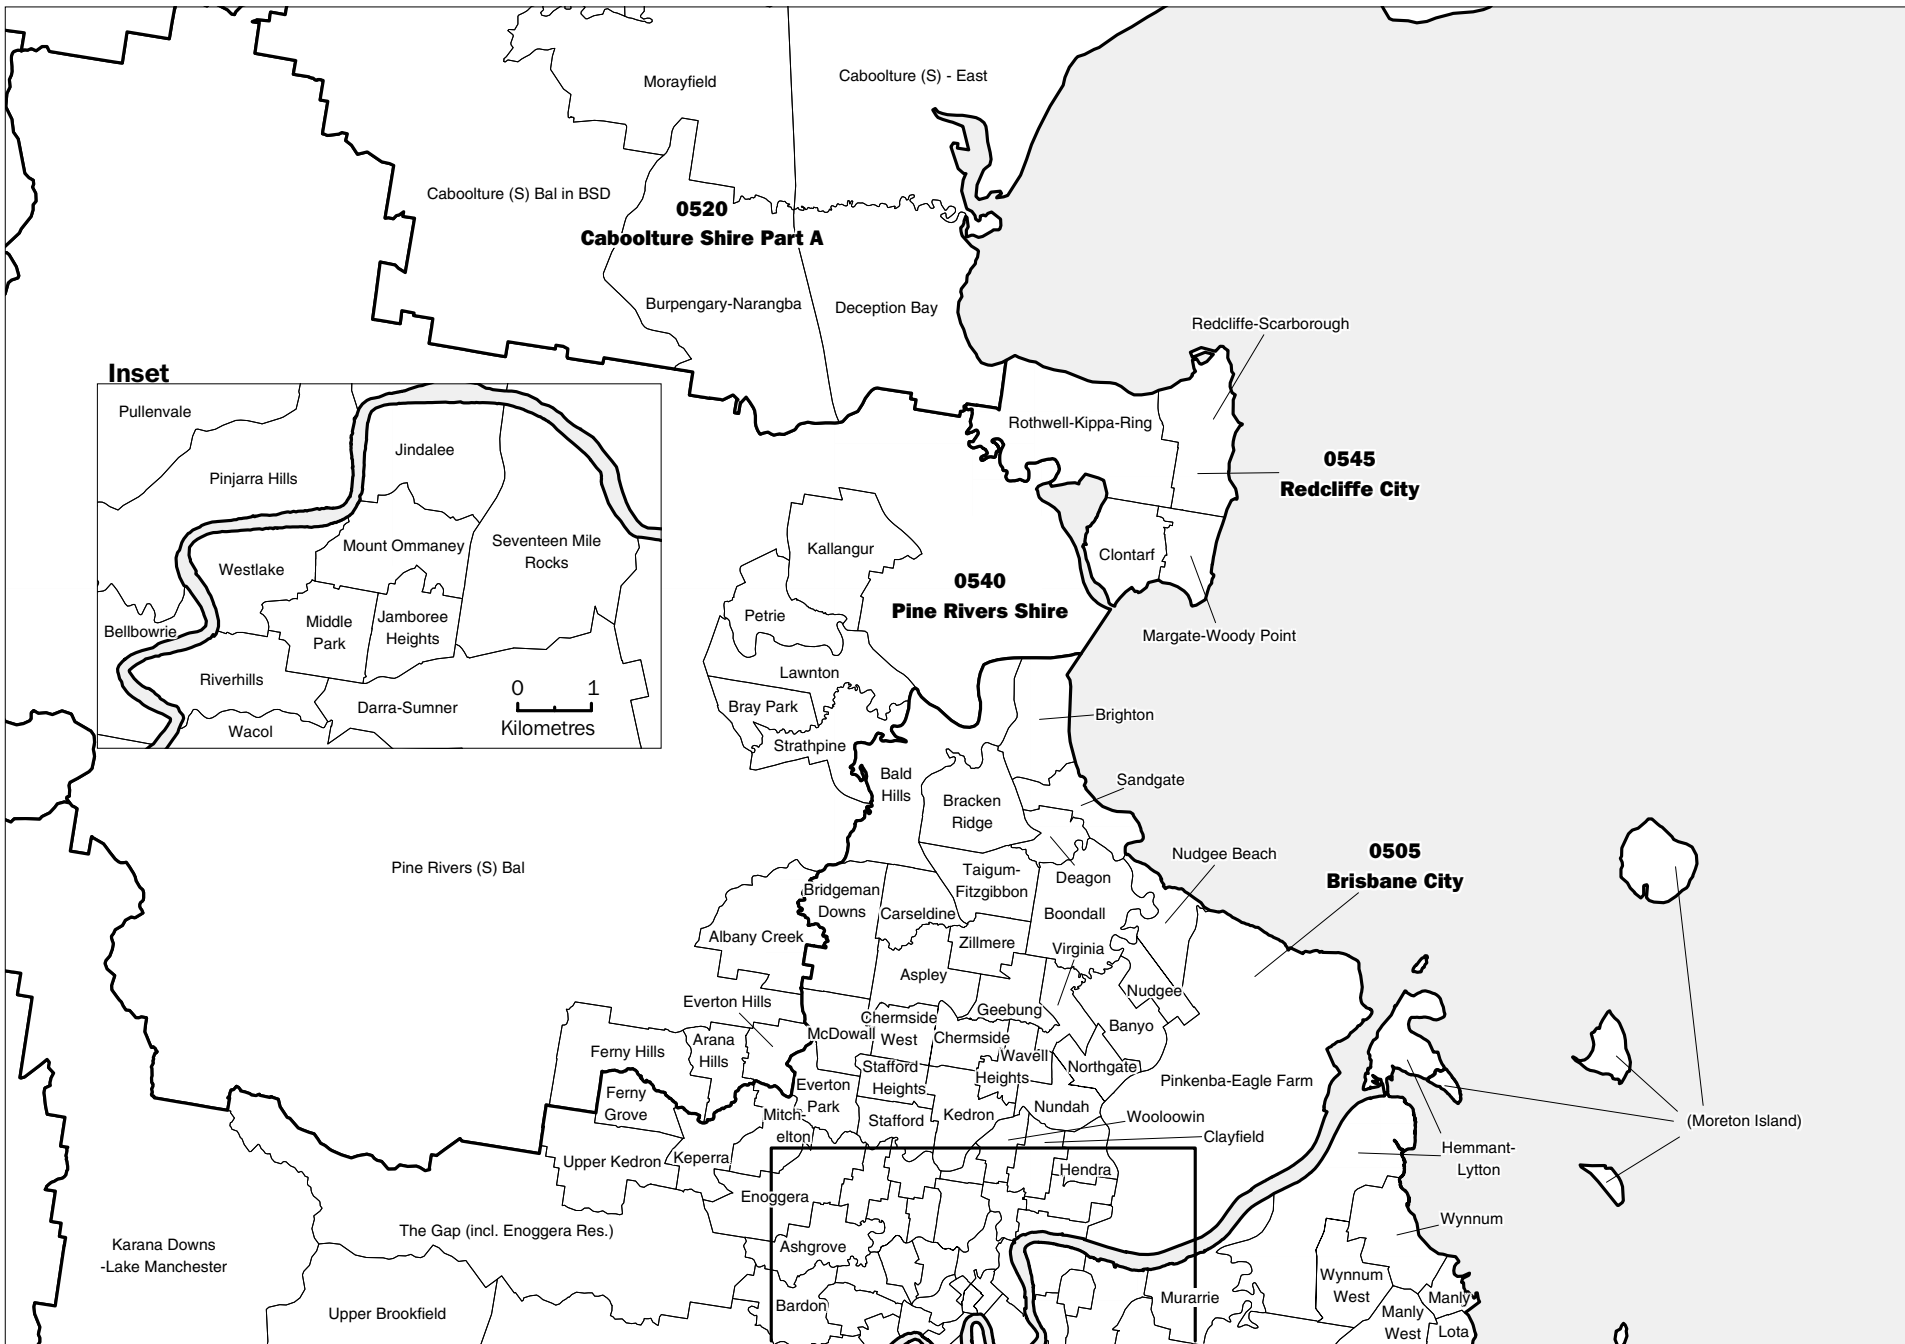 Morayfield
Caboolture (S) - East
Caboolture (S) Bal in BSD
0520
Caboolture Shire Part A
Burpengary-Narangba
Deception Bay
Redcliffe-Scarborough
Inset
Pullenvale
Jindalee
Pinjarra Hills
Mount Ommaney
Seventeen Mile
Rocks
Westlake
Middle
Park
Jamboree
Heights
Bellbowrie
Riverhills
Darra-Sumner
Wacol
0 1
Kilometres
Rothwell-Kippa-Ring
0545
Redcliffe City
Kallangur
Clontarf
0540
Pine Rivers Shire
Petrie
Margate-Woody Point
Lawnton
Bray Park
Brighton
Strathpine
Bald
Hills
Sandgate
Bracken
Ridge
Pine Rivers (S) Bal
Nudgee Beach
0505
Brisbane City
Taigum-
Fitzgibbon
Deagon
Bridgeman
Downs
Carseldine
Boondall
Albany Creek
Zillmere
Virginia
Aspley
Nudgee
Everton Hills
Geebung
Chermside
West
Banyo
McDowall
Chermside
Arana
Hills
Ferny Hills
Wavell
Heights
Northgate
Stafford
Heights
Pinkenba-Eagle Farm
Everton
Park
Ferny
Grove
Mitch-
elton
Stafford
Kedron
Nundah
Wooloowin
Clayfield
(Moreton Island)
Hemmant-
Lytton
Upper Kedron
Keperra
Hendra
Enoggera
Wynnum
The Gap (incl. Enoggera Res.)
Karana Downs
-Lake Manchester
Ashgrove
Wynnum
West
Murarrie
Manly
Upper Brookfield
Bardon
Manly
West
Lota